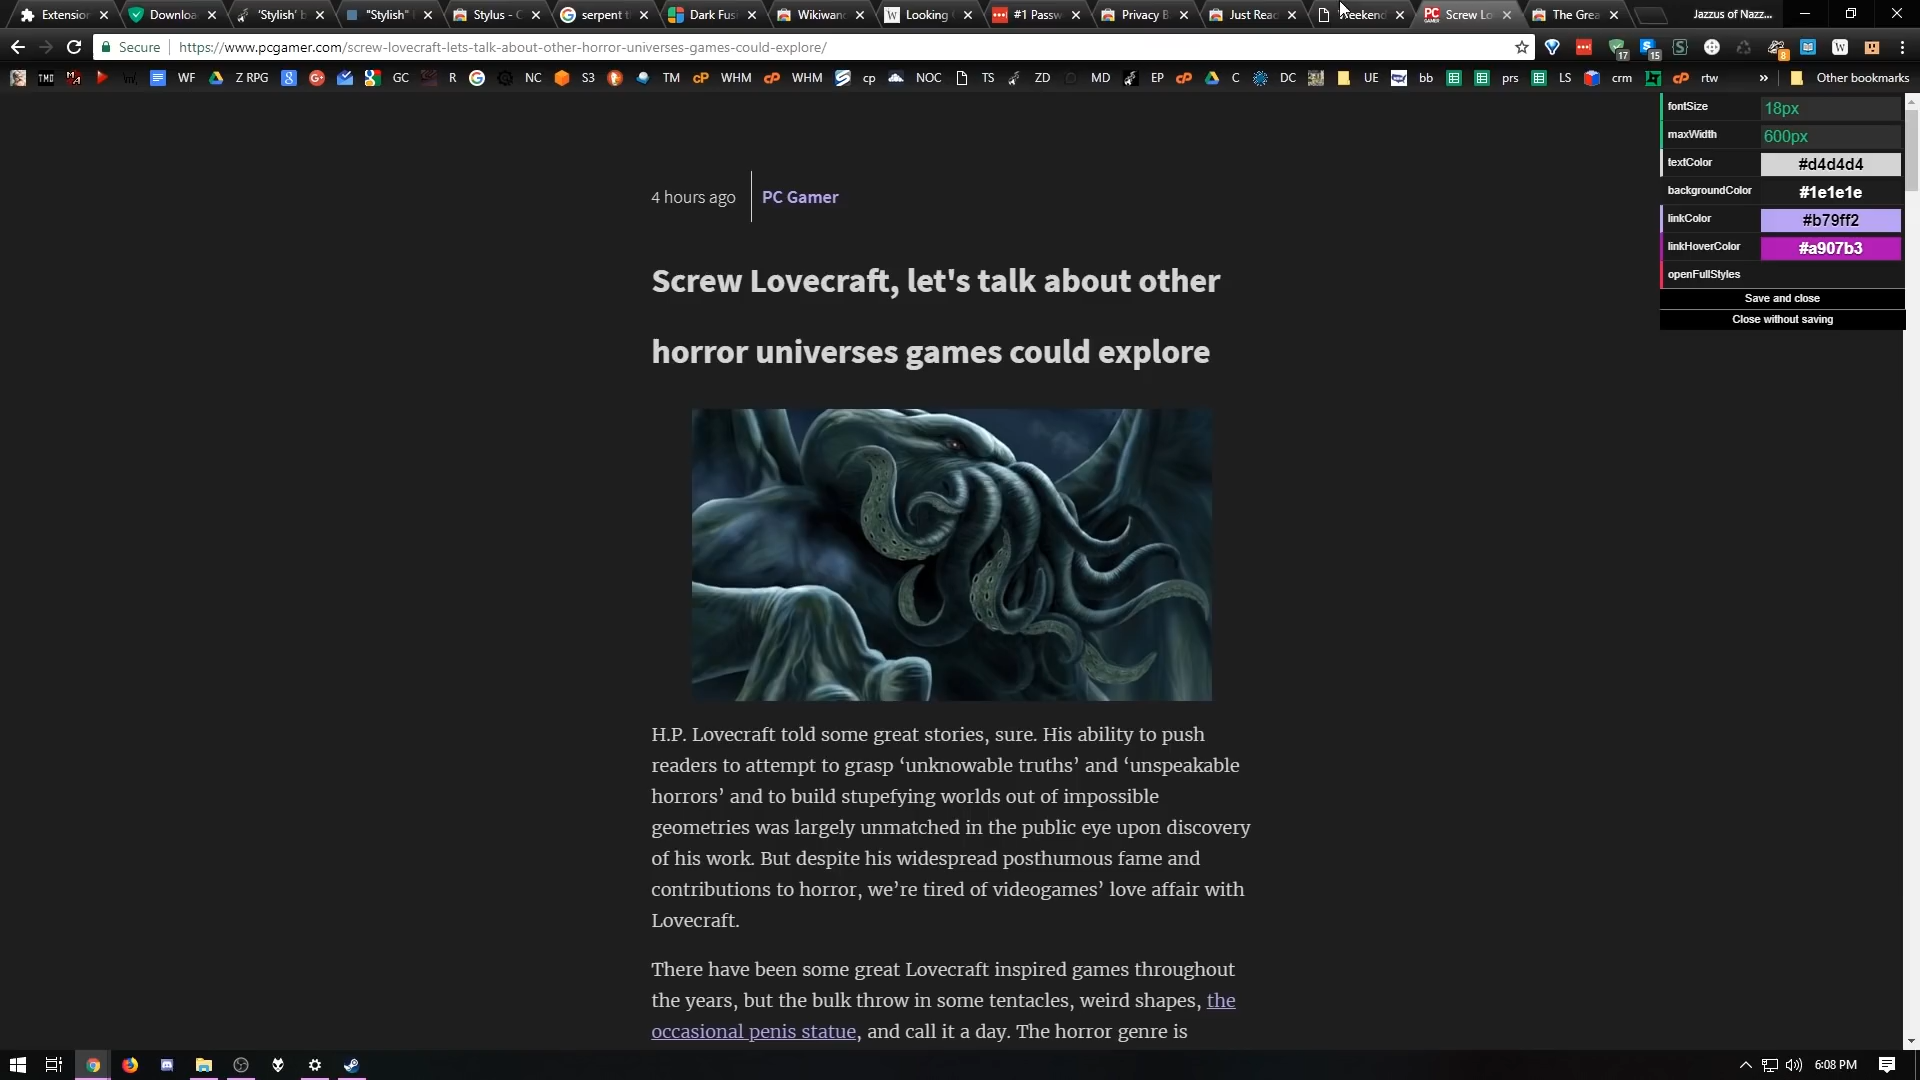 Extension
Downloa
'Stylish' b
"Stylish"
Stylus - C
serpent t
Dark Fus
Wikiwand
Looking
#1 Passw
Privacy B
Just Reac
Weekend
Screw Lo
The Grea
Jazzus of Nazz...
Secure
https://www.pcgamer.com/screw-lovecraft-lets-talk-about-other-horror-universes-games-could-explore/
WF Z RPG GC R NC S3 TM WHM WHM cp NOC TS ZD MD EP C DC UE bb prs LS crm rtw » Other bookmarks
fontSize 18px
maxWidth 600px
textColor #d4d4d4
backgroundColor #1e1e1e
linkColor #b79ff2
linkHoverColor #a907b3
openFullStyles
Save and close
Close without saving
4 hours ago PC Gamer
Screw Lovecraft, let's talk about other
horror universes games could explore
H.P. Lovecraft told some great stories, sure. His ability to push
readers to attempt to grasp ‘unknowable truths’ and ‘unspeakable
horrors’ and to build stupefying worlds out of impossible
geometries was largely unmatched in the public eye upon discovery
of his work. But despite his widespread posthumous fame and
contributions to horror, we’re tired of videogames’ love affair with
Lovecraft.
There have been some great Lovecraft inspired games throughout
the years, but the bulk throw in some tentacles, weird shapes, the
occasional penis statue, and call it a day. The horror genre is
6:08 PM